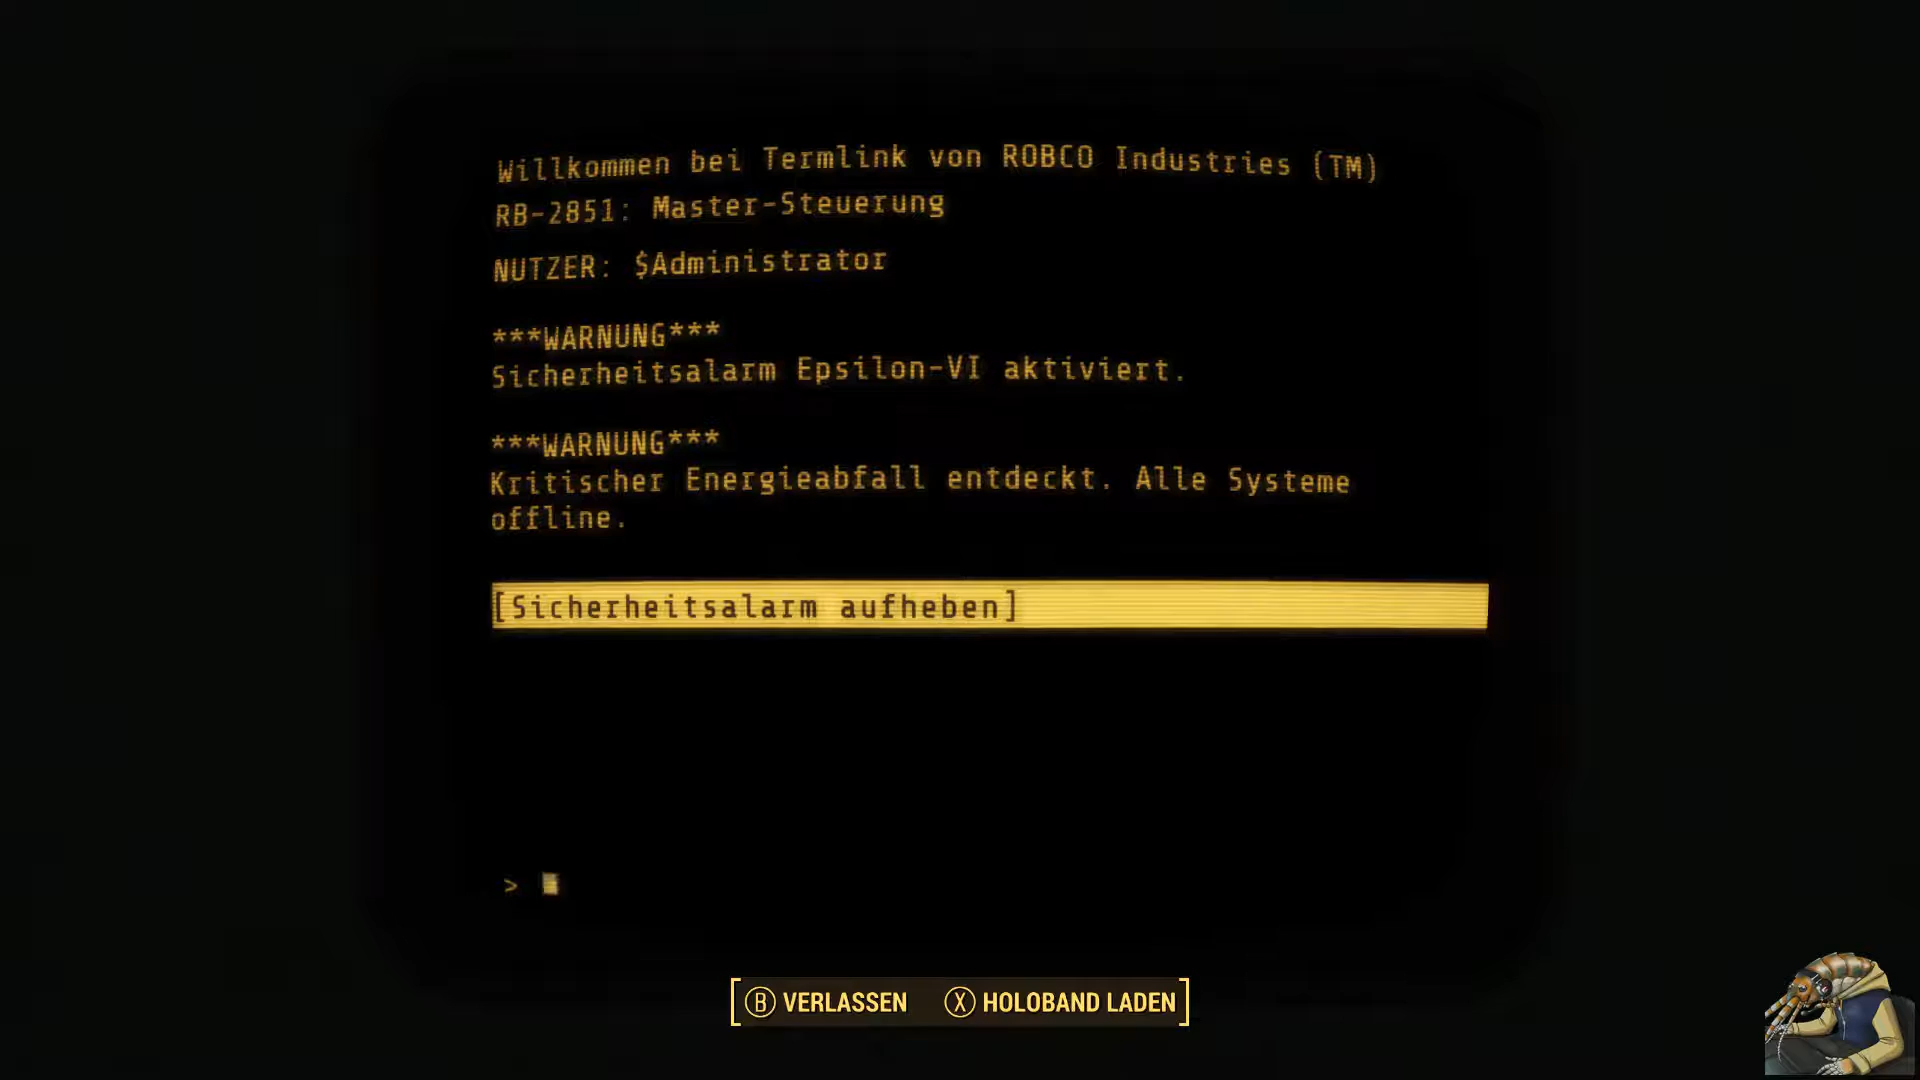 Willkommen bei Termlink von ROBCO Industries (TM)
RB-2851: Master-Steuerung
NUTZER: $Administrator
***WARNUNG***
Sicherheitsalarm Epsilon-VI aktiviert.
***WARNUNG***
Kritischer Energieabfall entdeckt. Alle Systeme
offline.
[Sicherheitsalarm aufheben]
>
[Ⓑ VERLASSEN Ⓧ HOLOBAND LADEN]